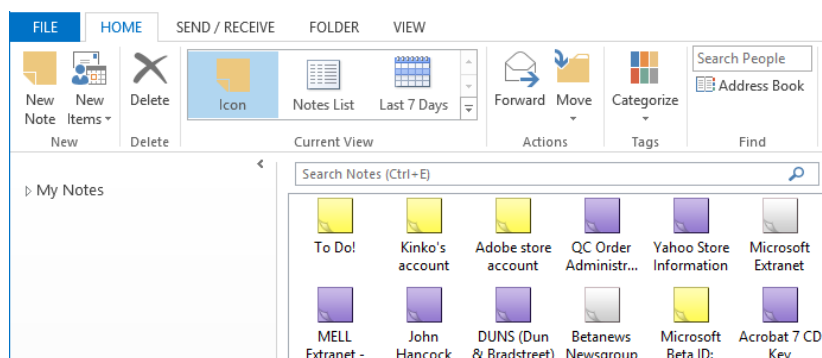 FILE HOME SEND / RECEIVE FOLDER VIEW
New Note
New Items
Delete
Icon
Notes List
Last 7 Days
Forward
Move
Categorize
Search People
Address Book
New Delete Current View Actions Tags Find
My Notes
Search Notes (Ctrl+E)
To Do!
Kinko's
account
Adobe store
account
QC Order
Administr...
Yahoo Store
Information
Microsoft
Extranet
MELL
Extranet -
John
Hancock
DUNS (Dun
& Bradstreet)
Betanews
Newsgroup
Microsoft
Beta ID:
Acrobat 7 CD
Key